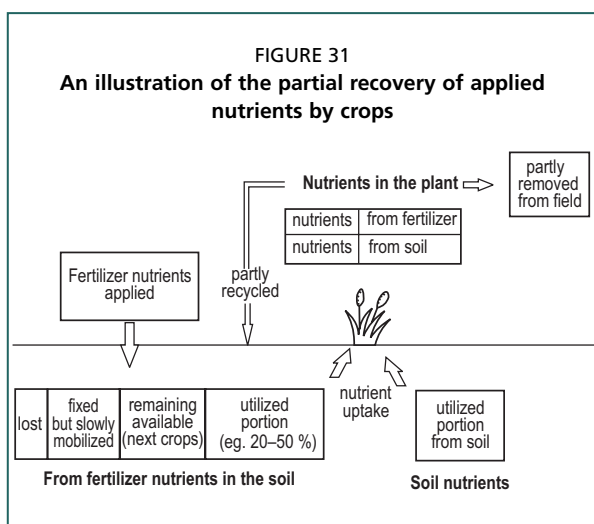 FIGURE 31
An illustration of the partial recovery of applied
nutrients by crops
Nutrients in the plant
partly
removed
from field
nutrients from fertilizer
nutrients from soil
Fertilizer nutrients
applied
partly
recycled
lost
fixed
but slowly
mobilized
remaining
available
(next crops)
utilized
portion
(eg. 20–50 %)
nutrient
uptake
utilized
portion
from soil
From fertilizer nutrients in the soil
Soil nutrients